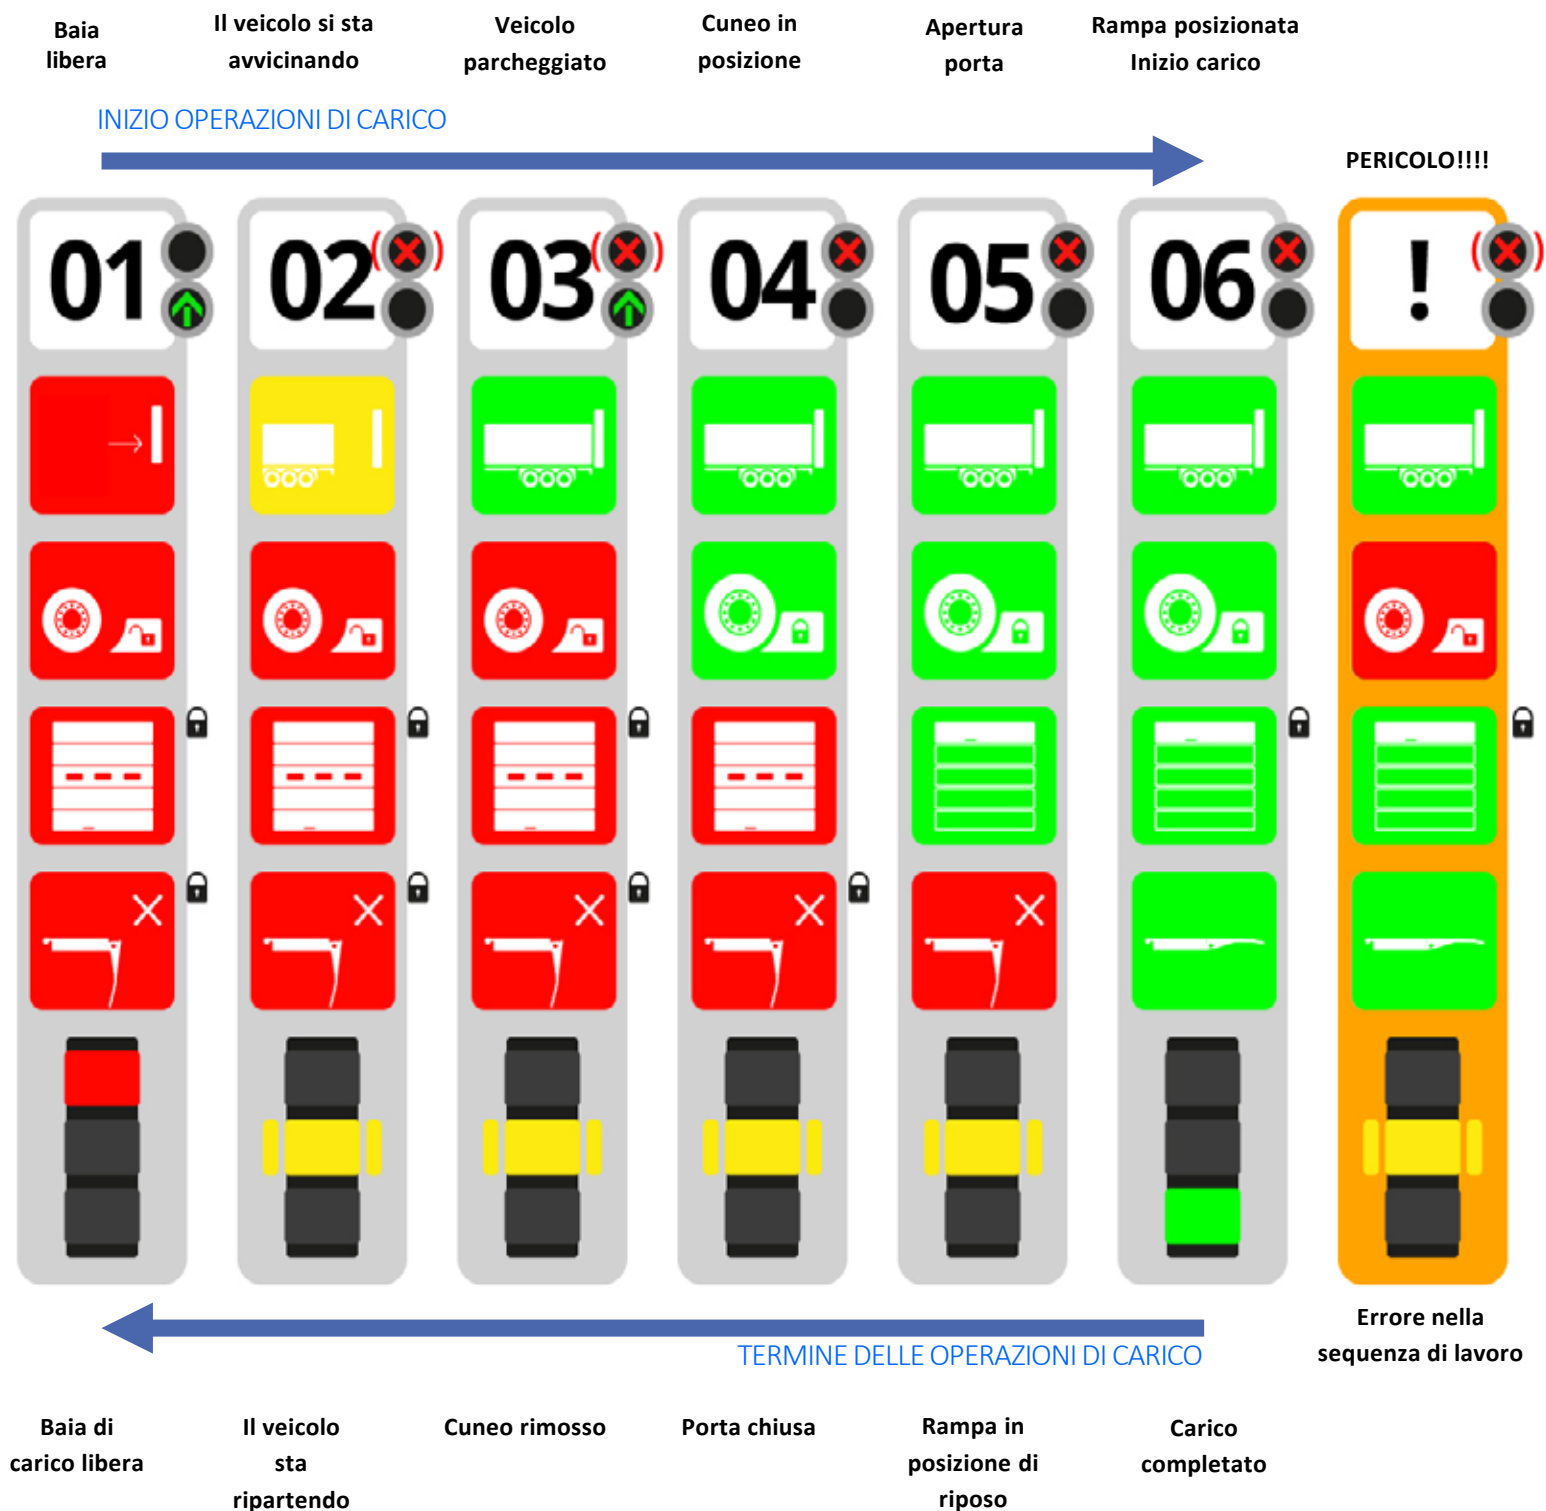 Baia
libera
Il veicolo si sta
avvicinando
Veicolo
parcheggiato
Cuneo in
posizione
Apertura
porta
Rampa posizionata
Inizio carico
INIZIO OPERAZIONI DI CARICO
PERICOLO!!!!
01
02
03
04
05
06
!
TERMINE DELLE OPERAZIONI DI CARICO
Errore nella
sequenza di lavoro
Baia di
carico libera
Il veicolo
sta
ripartendo
Cuneo rimosso
Porta chiusa
Rampa in
posizione di
riposo
Carico
completato